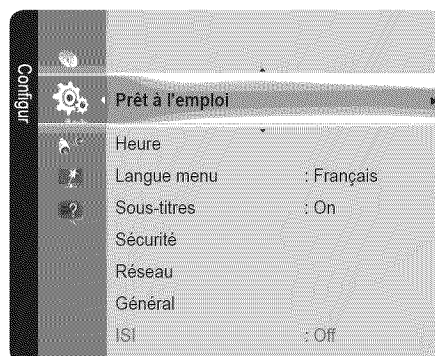 Configur
Prêt à l'emploi
Heure
Langue menu : Français
Sous-titres : On
Sécurité
Réseau
Général
ISI : Off